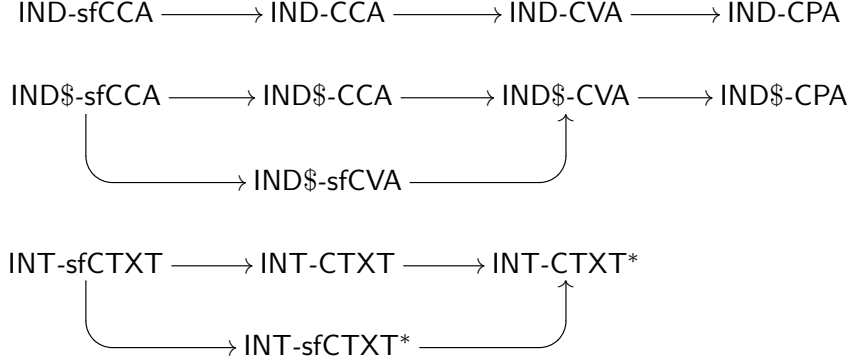 IND-sfCCA IND-CCA IND-CVA IND-CPA
IND$-sfCCA IND$-CCA IND$-CVA IND$-CPA
IND$-sfCVA
INT-sfCTXT INT-CTXT INT-CTXT*
INT-sfCTXT*